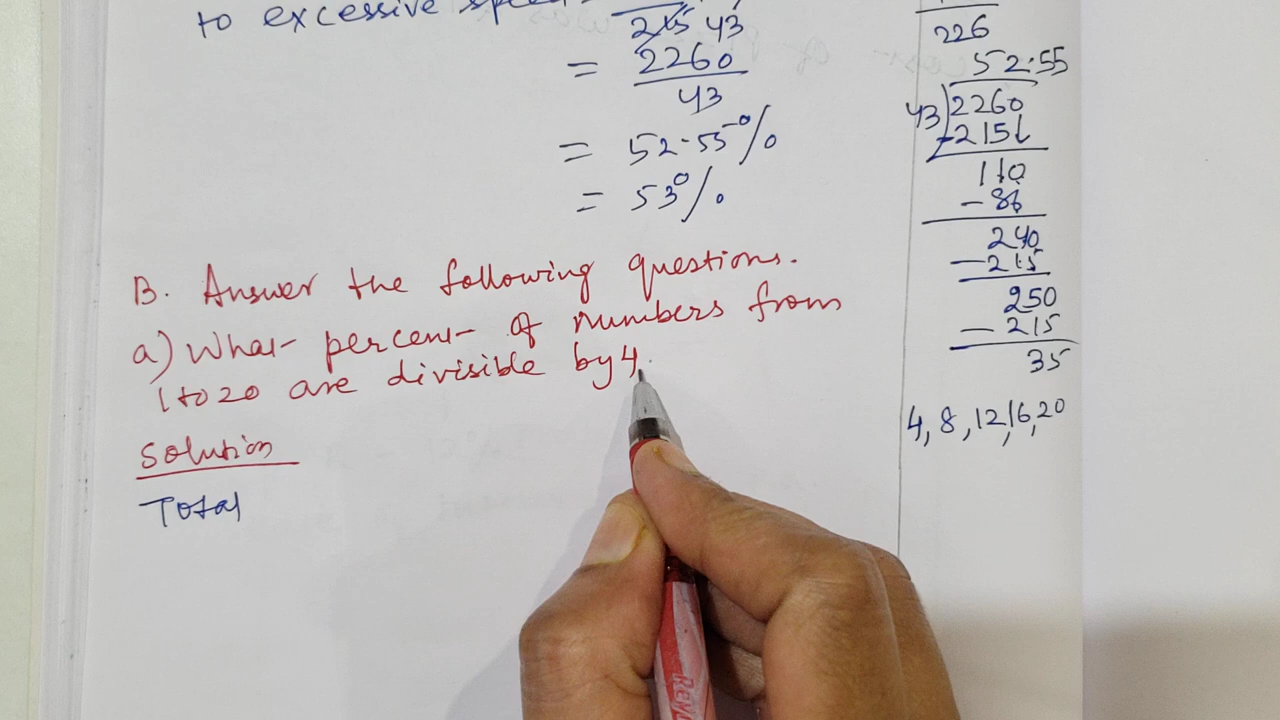 to excessive speed
215 43
= 2260
43
= 52.55%
= 53%
B. Answer the following questions.
a) What percent of numbers from
1 to 20 are divisible by 4.
Solution
Total
226
52.55
43)2260
-215↓
110
- 86
240
- 215
250
- 215
35
4, 8, 12, 16, 20